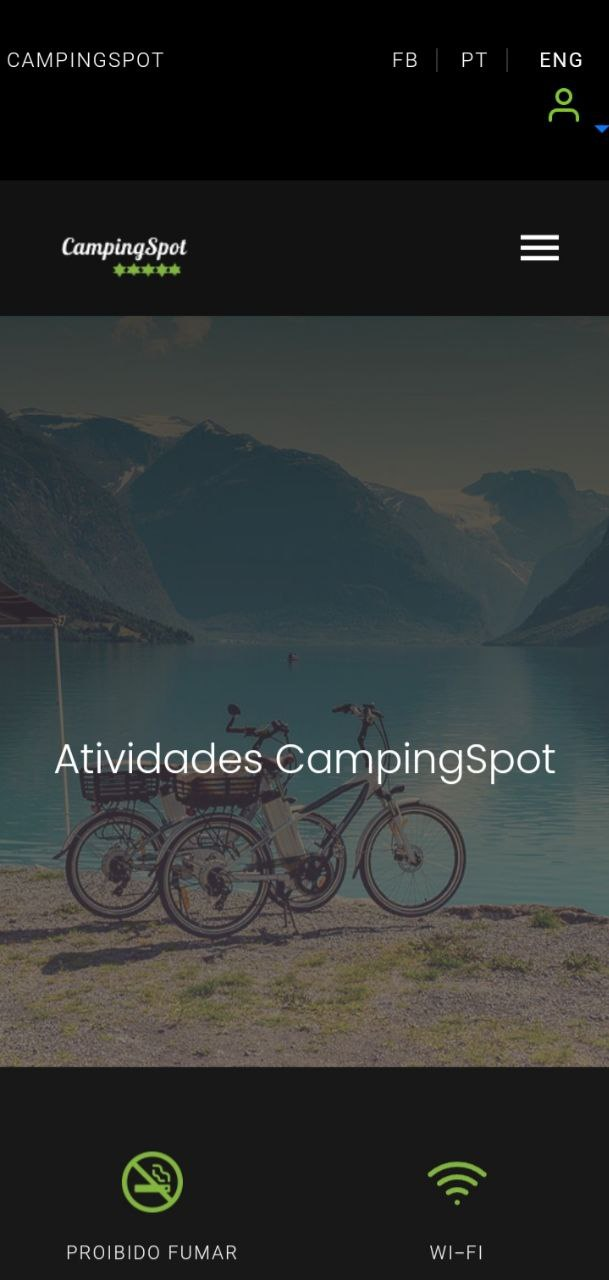 CAMPINGSPOT FB PT ENG
CampingSpot
Atividades CampingSpot
PROIBIDO FUMAR WI-FI